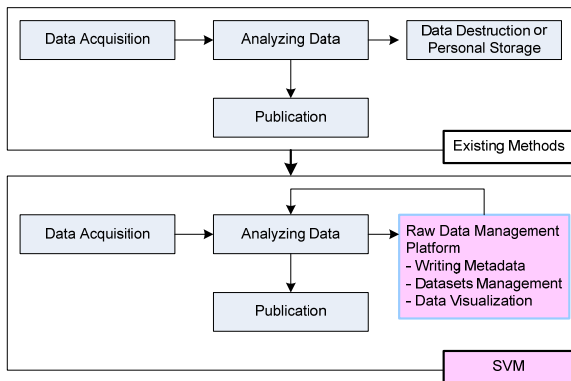 Data Acquisition
Analyzing Data
Data Destruction or
Personal Storage
Publication
Existing Methods
Data Acquisition
Analyzing Data
Raw Data Management
Platform
- Writing Metadata
- Datasets Management
- Data Visualization
Publication
SVM